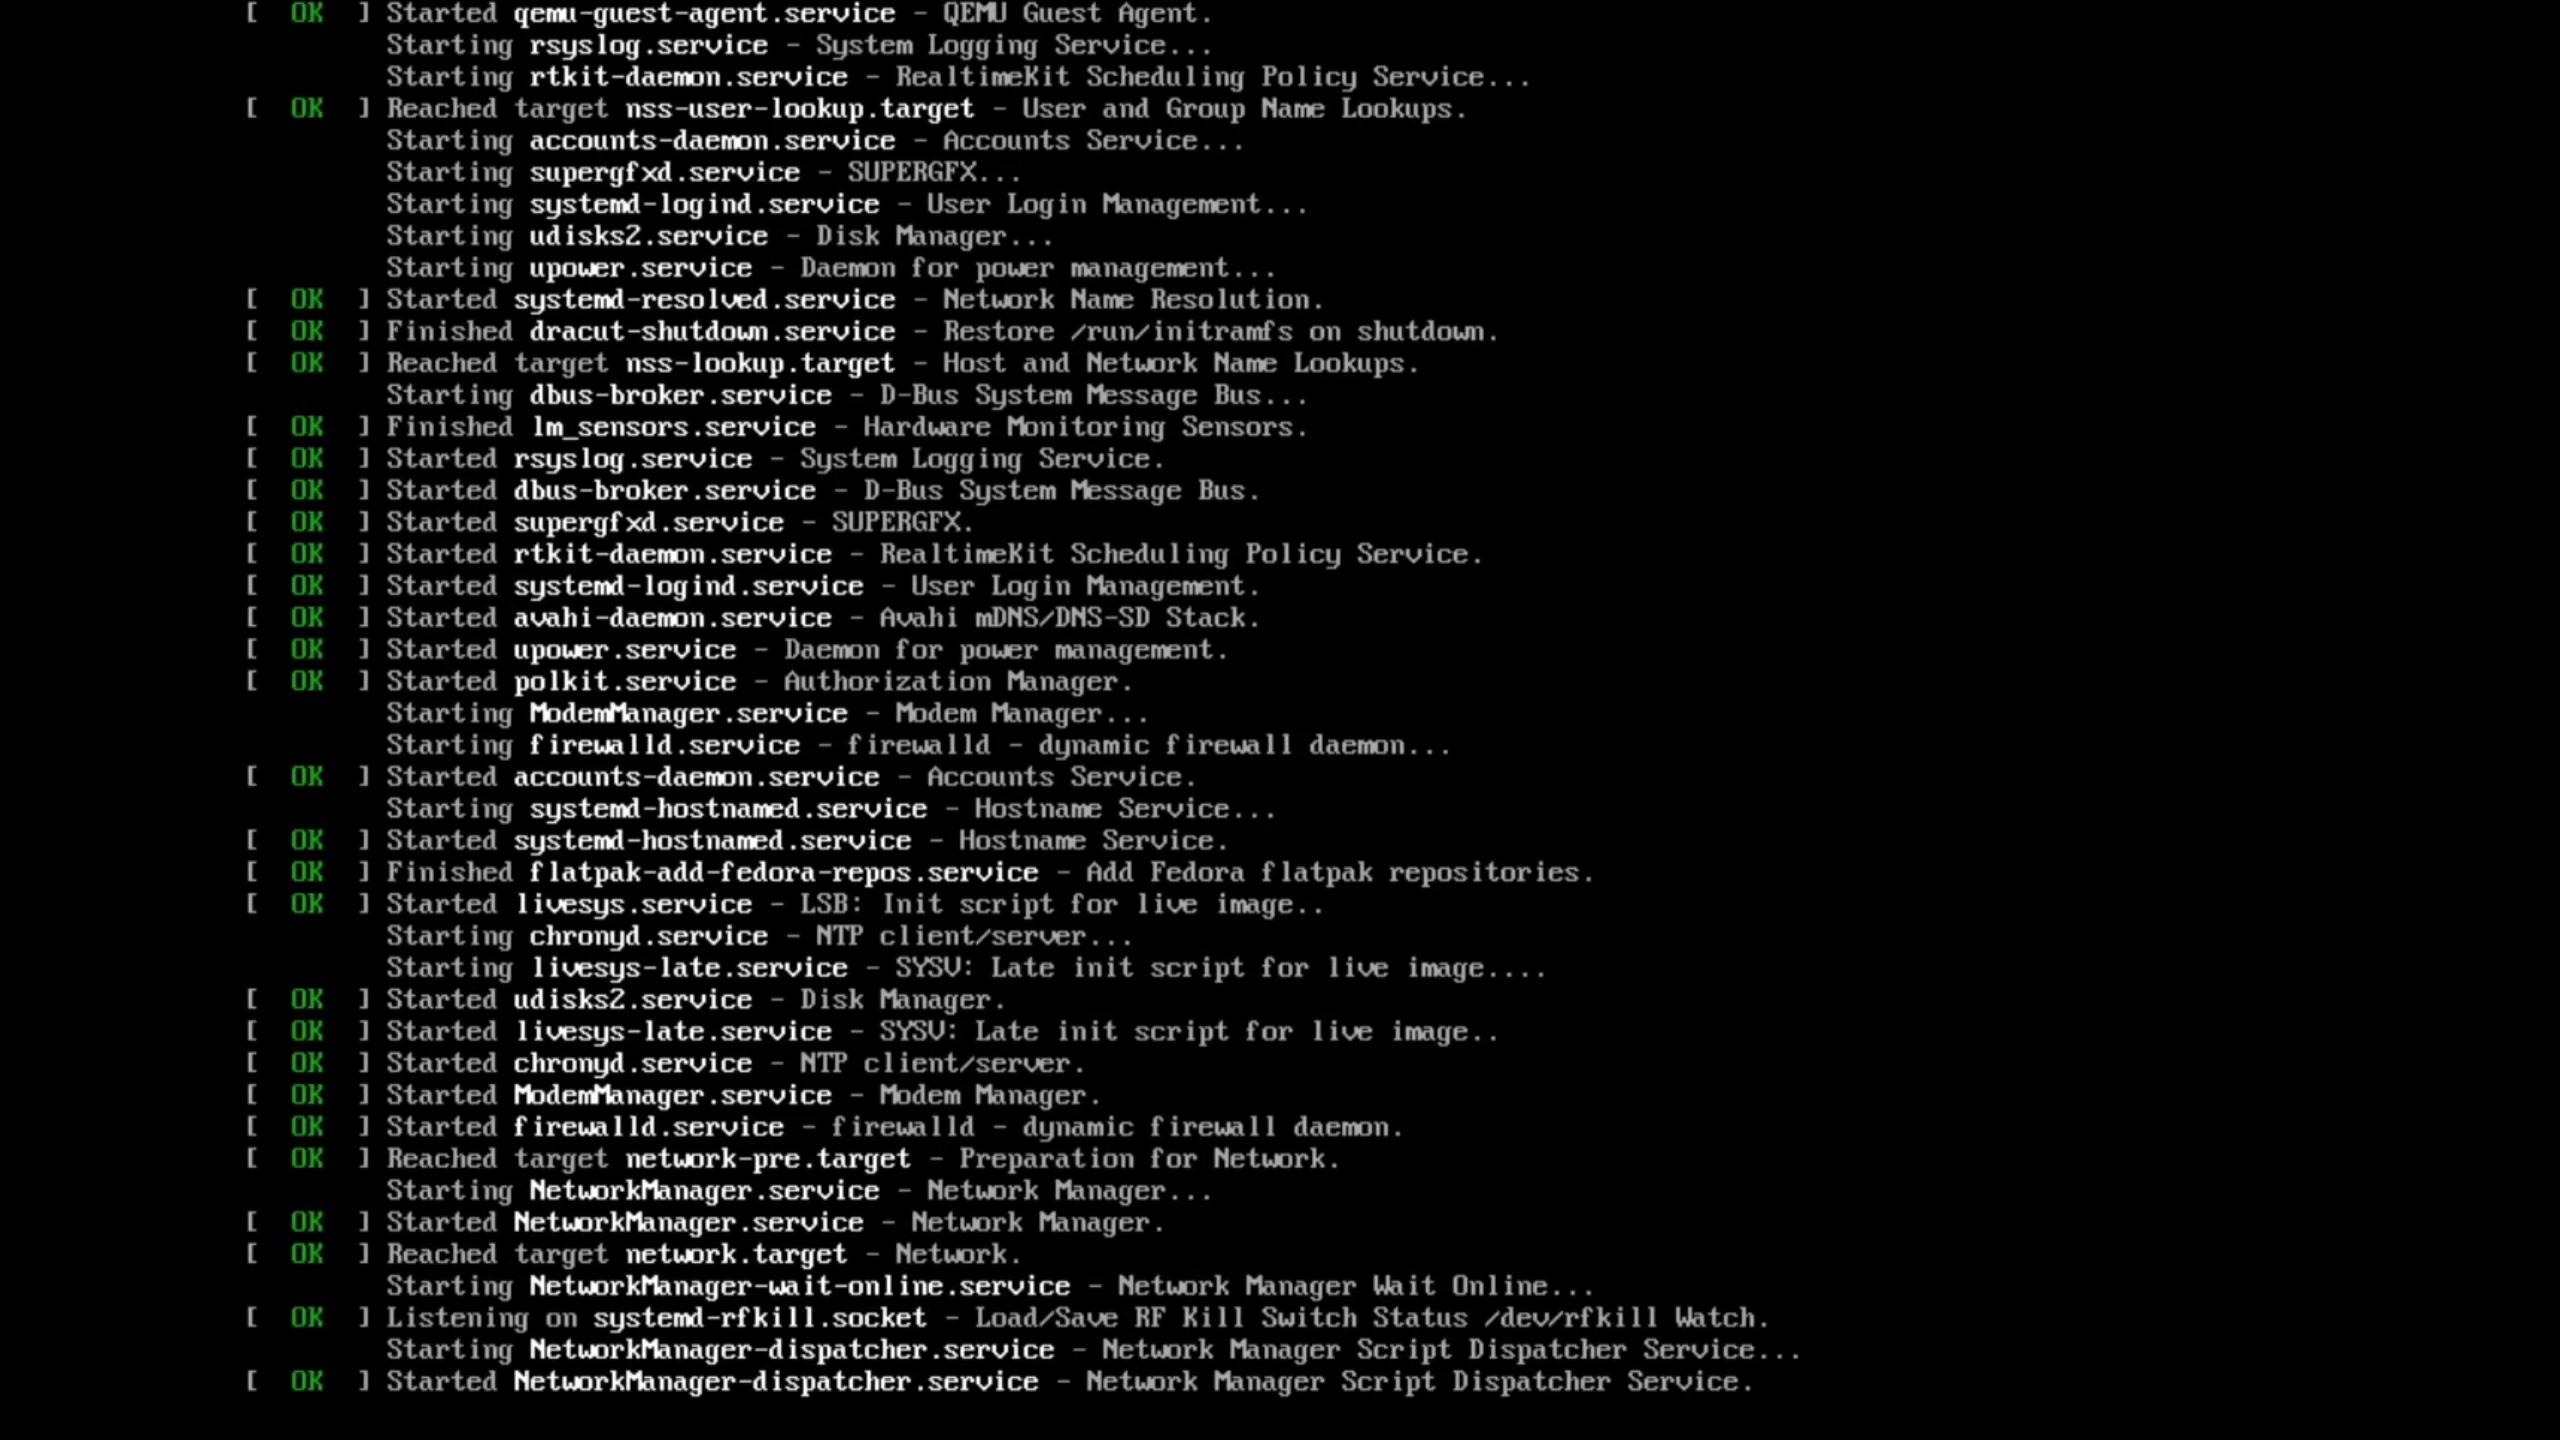 [  OK  ] Started qemu-guest-agent.service - QEMU Guest Agent.
Starting rsyslog.service - System Logging Service...
Starting rtkit-daemon.service - RealtimeKit Scheduling Policy Service...
[  OK  ] Reached target nss-user-lookup.target - User and Group Name Lookups.
Starting accounts-daemon.service - Accounts Service...
Starting supergfxd.service - SUPERGFX...
Starting systemd-logind.service - User Login Management...
Starting udisks2.service - Disk Manager...
Starting upower.service - Daemon for power management...
[  OK  ] Started systemd-resolved.service - Network Name Resolution.
[  OK  ] Finished dracut-shutdown.service - Restore /run/initramfs on shutdown.
[  OK  ] Reached target nss-lookup.target - Host and Network Name Lookups.
Starting dbus-broker.service - D-Bus System Message Bus...
[  OK  ] Finished lm_sensors.service - Hardware Monitoring Sensors.
[  OK  ] Started rsyslog.service - System Logging Service.
[  OK  ] Started dbus-broker.service - D-Bus System Message Bus.
[  OK  ] Started supergfxd.service - SUPERGFX.
[  OK  ] Started rtkit-daemon.service - RealtimeKit Scheduling Policy Service.
[  OK  ] Started systemd-logind.service - User Login Management.
[  OK  ] Started avahi-daemon.service - Avahi mDNS/DNS-SD Stack.
[  OK  ] Started upower.service - Daemon for power management.
[  OK  ] Started polkit.service - Authorization Manager.
Starting ModemManager.service - Modem Manager...
Starting firewalld.service - firewalld - dynamic firewall daemon...
[  OK  ] Started accounts-daemon.service - Accounts Service.
Starting systemd-hostnamed.service - Hostname Service...
[  OK  ] Started systemd-hostnamed.service - Hostname Service.
[  OK  ] Finished flatpak-add-fedora-repos.service - Add Fedora flatpak repositories.
[  OK  ] Started livesys.service - LSB: Init script for live image..
Starting chronyd.service - NTP client/server...
Starting livesys-late.service - SYSV: Late init script for live image....
[  OK  ] Started udisks2.service - Disk Manager.
[  OK  ] Started livesys-late.service - SYSV: Late init script for live image..
[  OK  ] Started chronyd.service - NTP client/server.
[  OK  ] Started ModemManager.service - Modem Manager.
[  OK  ] Started firewalld.service - firewalld - dynamic firewall daemon.
[  OK  ] Reached target network-pre.target - Preparation for Network.
Starting NetworkManager.service - Network Manager...
[  OK  ] Started NetworkManager.service - Network Manager.
[  OK  ] Reached target network.target - Network.
Starting NetworkManager-wait-online.service - Network Manager Wait Online...
[  OK  ] Listening on systemd-rfkill.socket - Load/Save RF Kill Switch Status /dev/rfkill Watch.
Starting NetworkManager-dispatcher.service - Network Manager Script Dispatcher Service...
[  OK  ] Started NetworkManager-dispatcher.service - Network Manager Script Dispatcher Service.